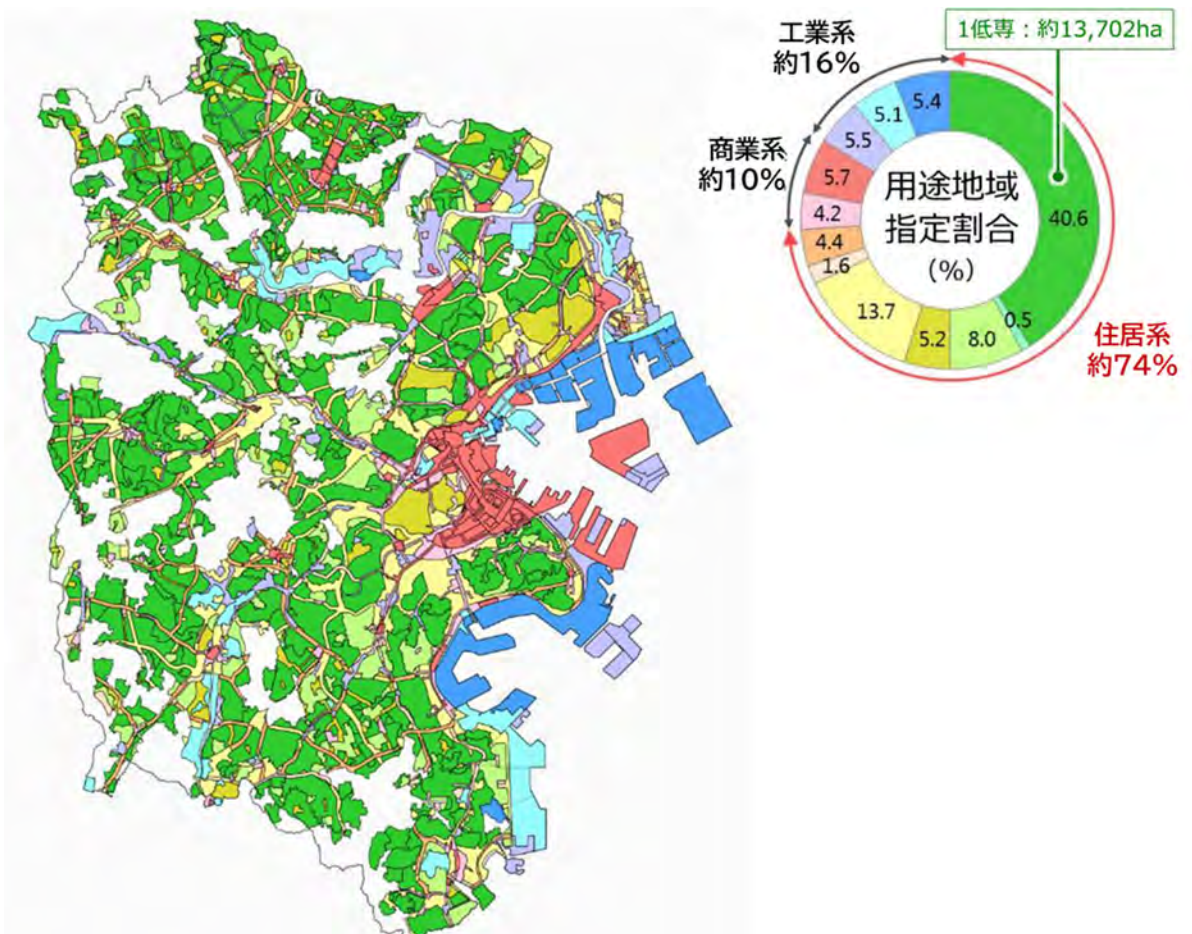 1低専：約13,702ha
工業系
約16%
商業系
約10%
用途地域
指定割合
（%）
住居系
約74%
40.6
0.5
8.0
5.2
13.7
1.6
4.4
4.2
5.7
5.5
5.1
5.4